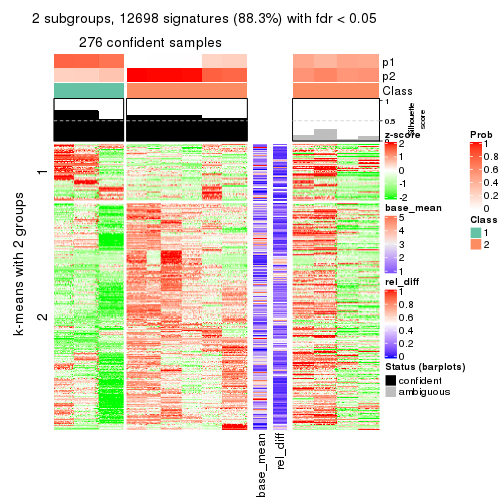 2 subgroups, 12698 signatures (88.3%) with fdr < 0.05
276 confident samples
p1
p2
Class
1
0.5
0
Silhouette
score
z-score
2
1
0
-1
-2
base_mean
5
4
3
2
1
rel_diff
1
0.8
0.6
0.4
0.2
0
Status (barplots)
confident
ambiguous
Prob
1
0.8
0.6
0.4
0.2
0
Class
1
2
k-means with 2 groups
1
2
base_mean
rel_diff